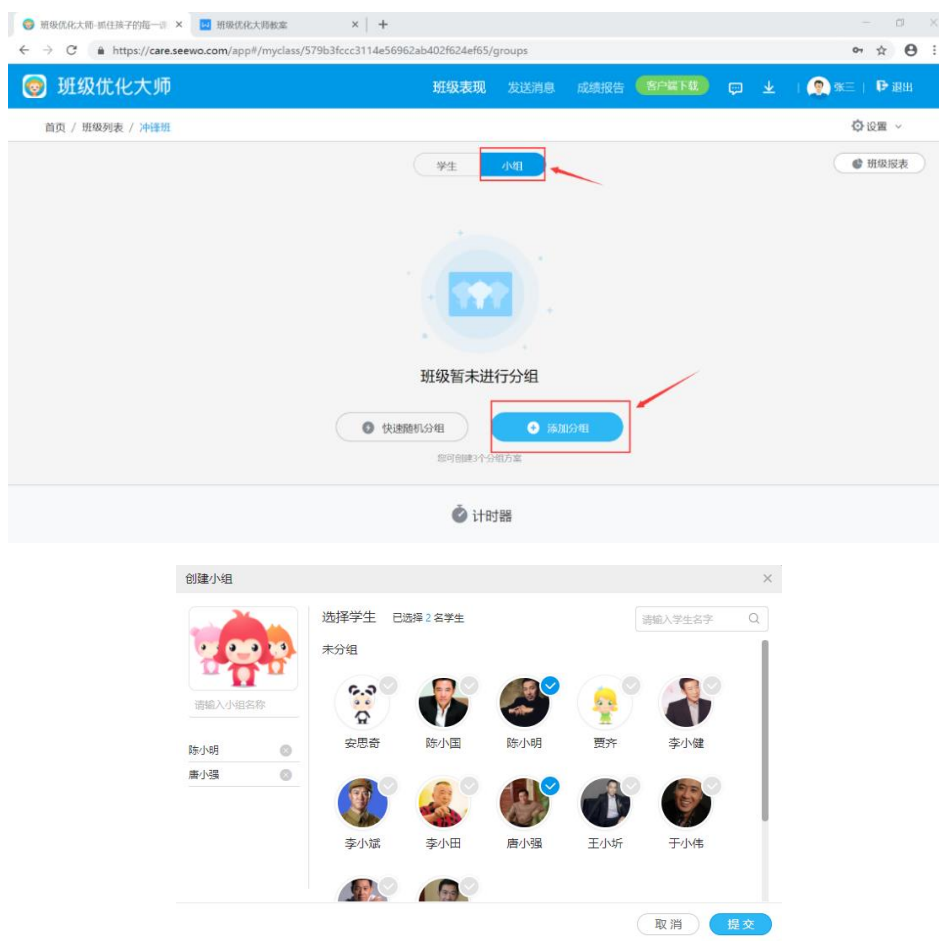 班级优化大师-抓住孩子的每一
班级优化大师教案
https://care.seewo.com/app#/myclass/579b3fccc3114e56962ab402f624ef65/groups
班级优化大师
班级表现 发送消息 成绩报告 客户端下载 张三 退出
首页 / 班级列表 / 冲锋班
设置
学生 小组
班级报表
班级暂未进行分组
快速随机分组 添加分组
您可创建3个分组方案
计时器
创建小组
选择学生 已选择 2 名学生
请输入学生名字
未分组
请输入小组名称
陈小明
唐小强
安思奇 陈小国 陈小明 贾齐 李小健
李小斌 李小田 唐小强 王小圻 于小伟
取消 提交